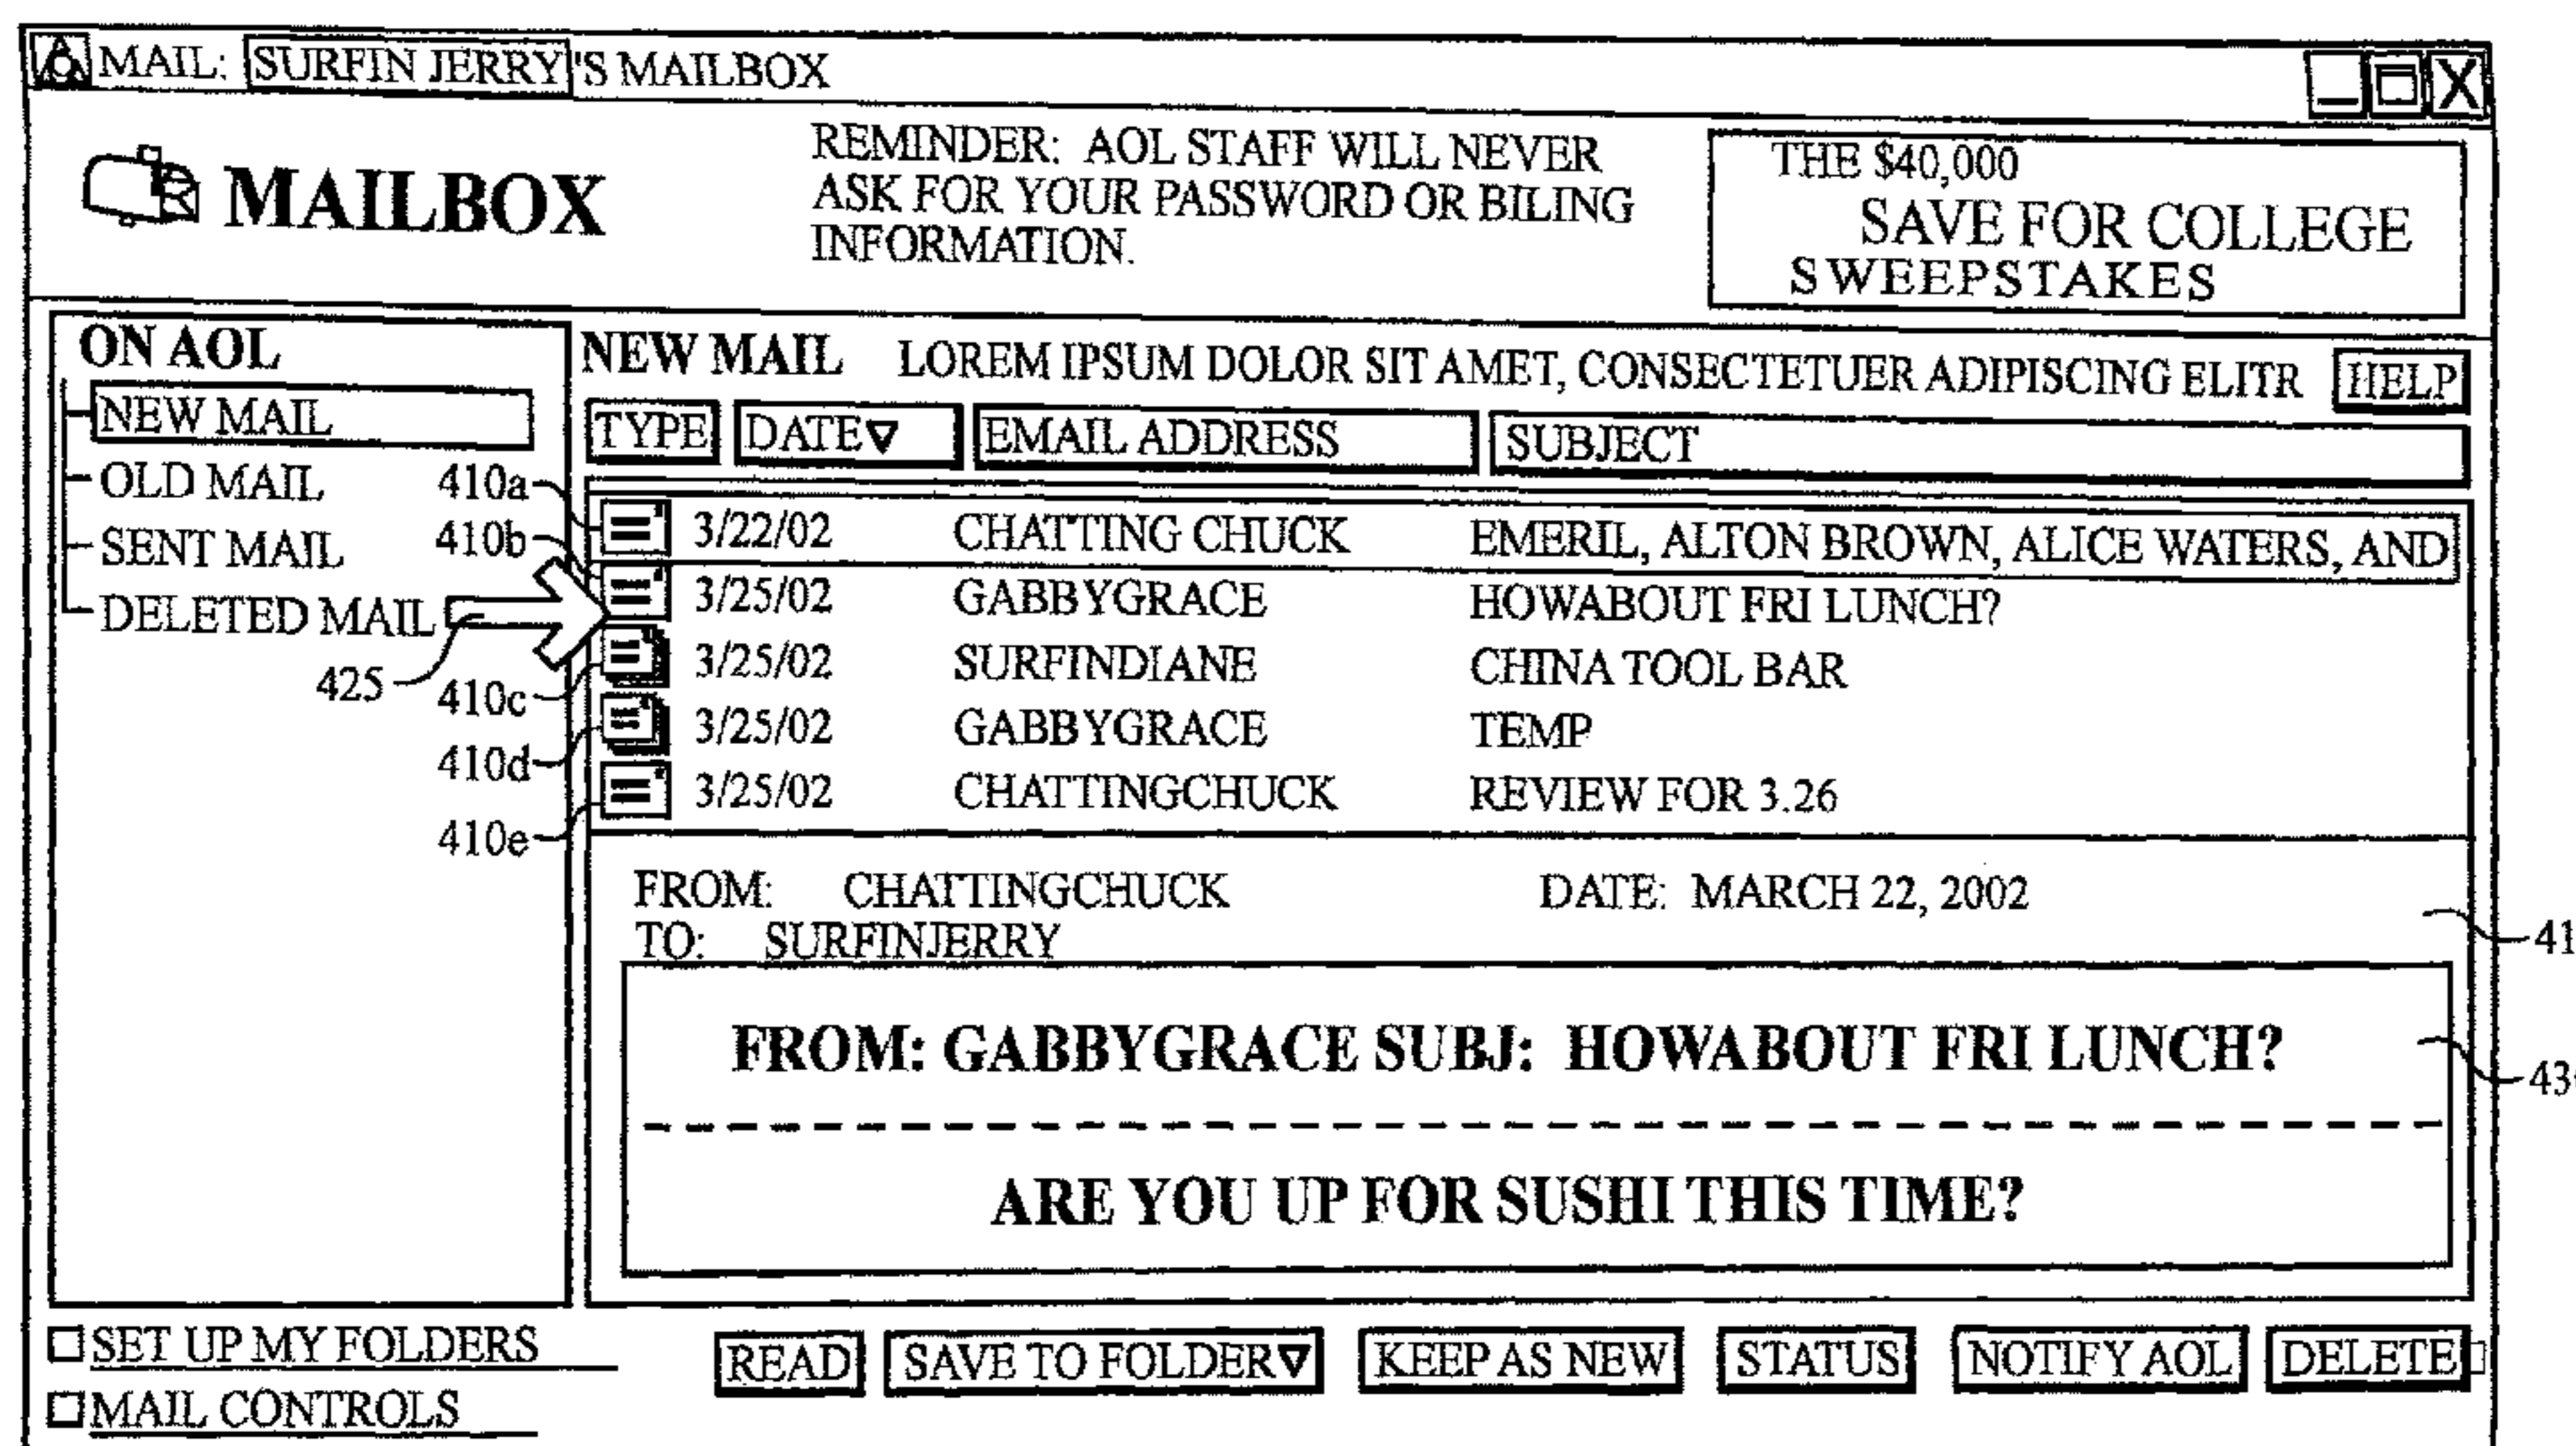 MAIL: SURFIN JERRY'S MAILBOX
MAILBOX
REMINDER: AOL STAFF WILL NEVER
ASK FOR YOUR PASSWORD OR BILING
INFORMATION.
THE $40,000
SAVE FOR COLLEGE
SWEEPSTAKES
ON AOL
NEW MAIL
OLD MAIL
SENT MAIL
DELETED MAIL
425
NEW MAIL LOREM IPSUM DOLOR SIT AMET, CONSECTETUER ADIPISCING ELITR HELP
TYPE DATE EMAIL ADDRESS SUBJECT
410a 3/22/02 CHATTING CHUCK EMERIL, ALTON BROWN, ALICE WATERS, AND
410b 3/25/02 GABBYGRACE HOWABOUT FRI LUNCH?
410c 3/25/02 SURFINDIANE CHINA TOOL BAR
410d 3/25/02 GABBYGRACE TEMP
410e 3/25/02 CHATTINGCHUCK REVIEW FOR 3.26
FROM: CHATTINGCHUCK DATE: MARCH 22, 2002
TO: SURFINJERRY
FROM: GABBYGRACE SUBJ: HOWABOUT FRI LUNCH?
ARE YOU UP FOR SUSHI THIS TIME?
SET UP MY FOLDERS
MAIL CONTROLS
READ SAVE TO FOLDER KEEP AS NEW STATUS NOTIFY AOL DELETE